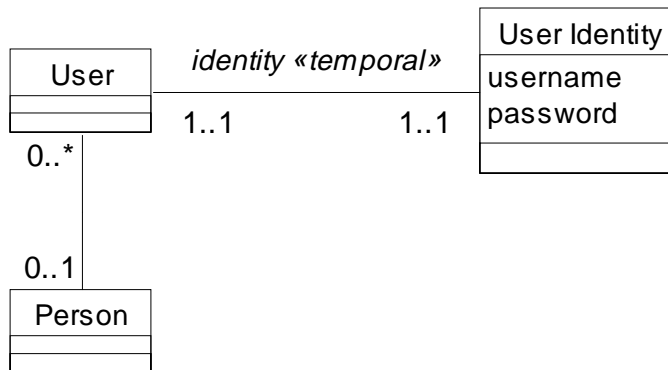 User
identity «temporal»
User Identity
username
password
1..1
1..1
0..*
0..1
Person